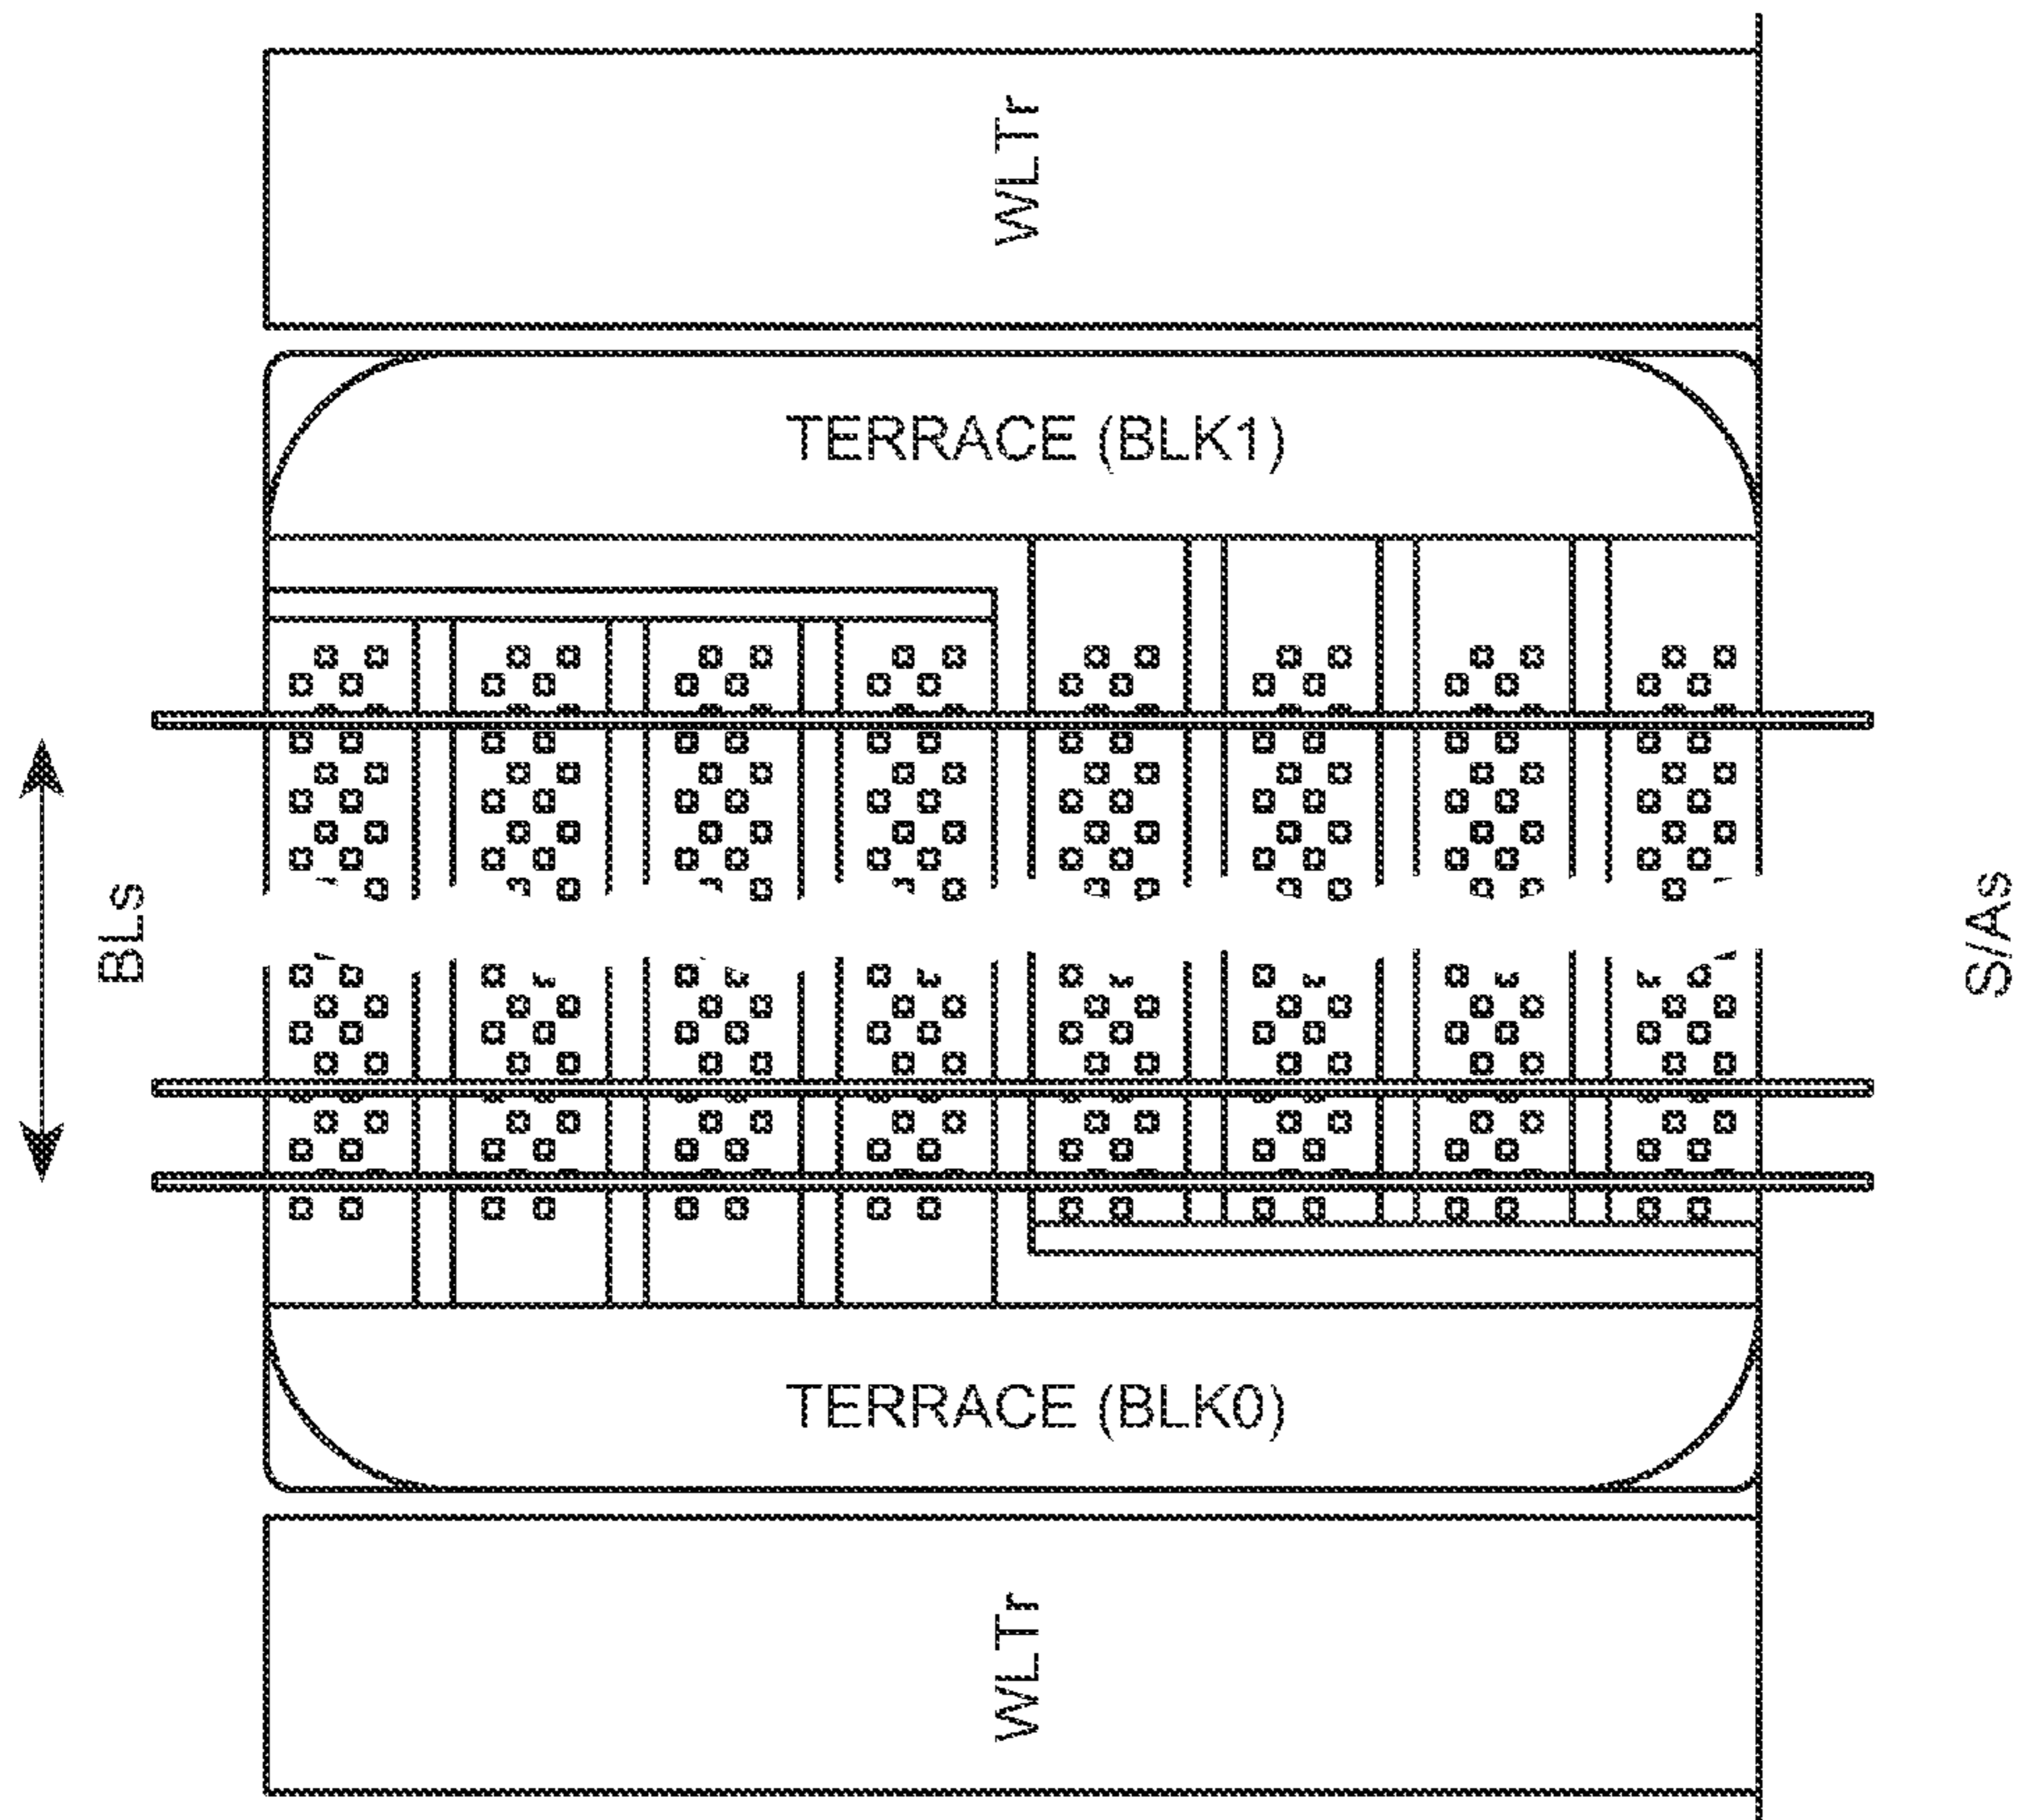 WLTr
TERRACE (BLK1)
BLs
S/As
TERRACE (BLK0)
WLTr